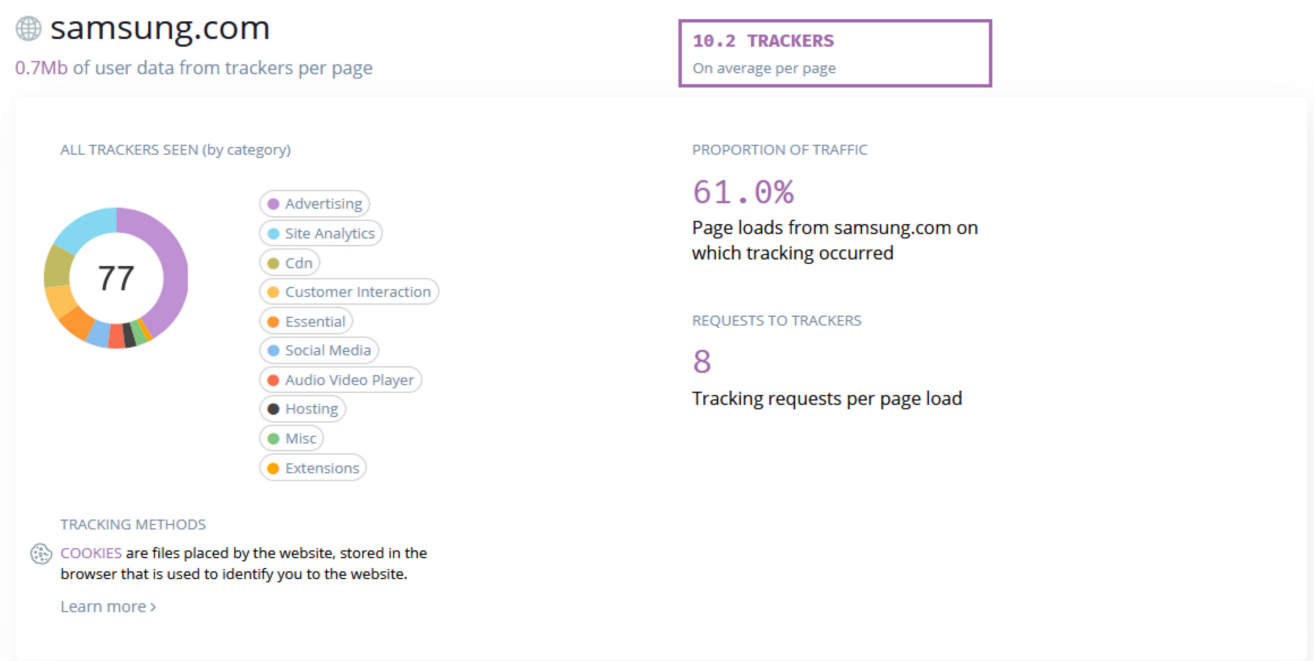 samsung.com
0.7Mb of user data from trackers per page
10.2 TRACKERS
On average per page
ALL TRACKERS SEEN (by category)
77
Advertising
Site Analytics
Cdn
Customer Interaction
Essential
Social Media
Audio Video Player
Hosting
Misc
Extensions
TRACKING METHODS
COOKIES are files placed by the website, stored in the
browser that is used to identify you to the website.
Learn more ›
PROPORTION OF TRAFFIC
61.0%
Page loads from samsung.com on
which tracking occurred
REQUESTS TO TRACKERS
8
Tracking requests per page load